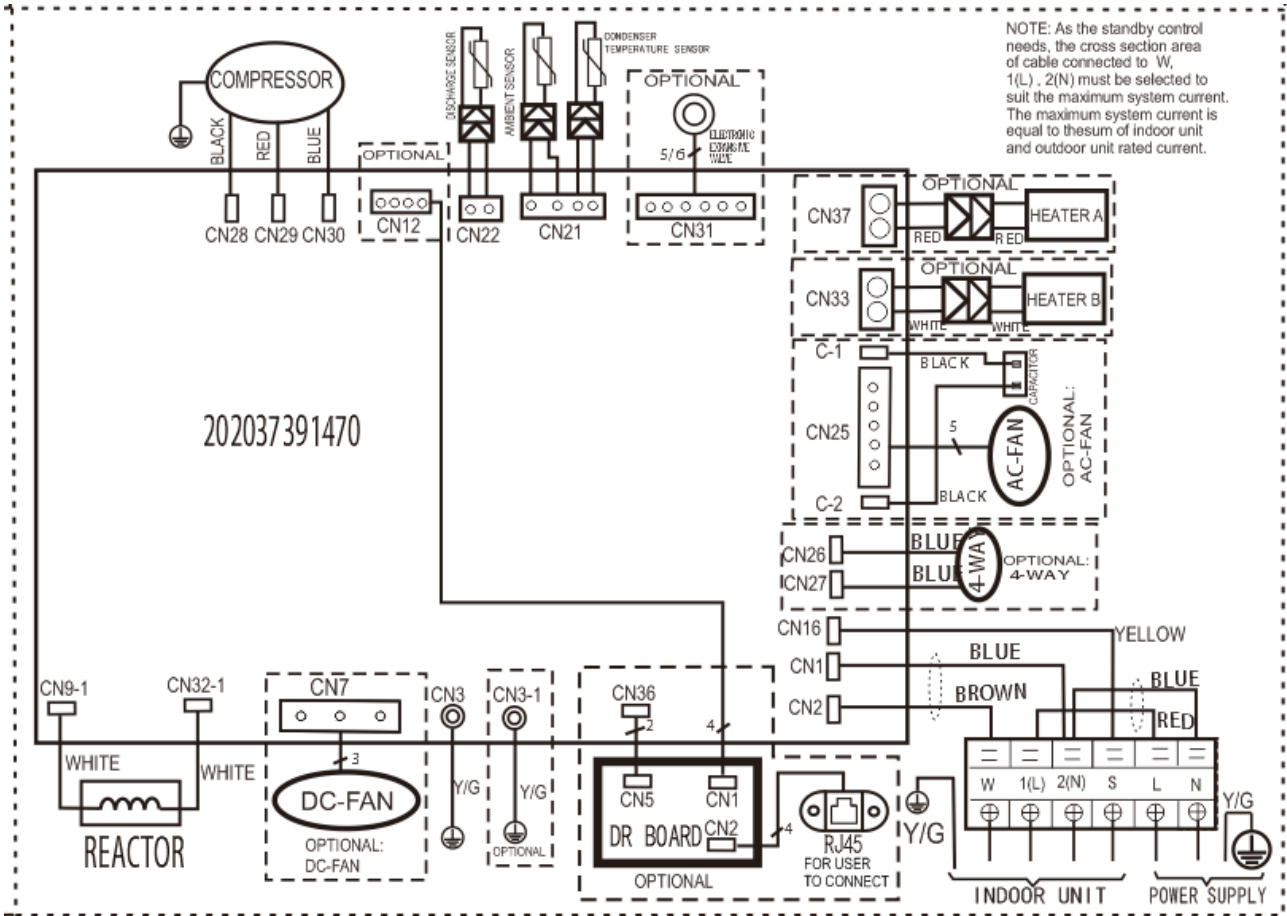 NOTE: As the standby control
needs, the cross section area
of cable connected to W,
1(L) , 2(N) must be selected to
suit the maximum system current.
The maximum system current is
equal to thesum of indoor unit
and outdoor unit rated current.
COMPRESSOR
BLACK
RED
BLUE
DISCHARGE SENSOR
AMBIENT SENSOR
CONDENSER
TEMPERATURE SENSOR
OPTIONAL
ELECTRONIC
EXPANSIVE
VALVE
5/6
OPTIONAL
CN28 CN29 CN30
CN12
CN22
CN21
CN31
CN37
OPTIONAL
RED
RED
HEATER A
CN33
OPTIONAL
WHITE
WHITE
HEATER B
C-1
BLACK
CAPACITOR
CN25
5
AC-FAN
OPTIONAL:
AC-FAN
C-2
BLACK
202037391470
CN26
BLUE
CN27
BLUE
4-WAY
OPTIONAL:
4-WAY
CN16
YELLOW
CN1
BLUE
CN2
BROWN
BLUE
RED
CN9-1
CN32-1
WHITE
WHITE
REACTOR
CN7
3
DC-FAN
OPTIONAL:
DC-FAN
CN3
Y/G
CN3-1
Y/G
OPTIONAL
CN36
2
4
CN5
CN1
DR BOARD
CN2
4
OPTIONAL
RJ45
FOR USER
TO CONNECT
Y/G
W 1(L) 2(N) S L N
Y/G
INDOOR UNIT
POWER SUPPLY